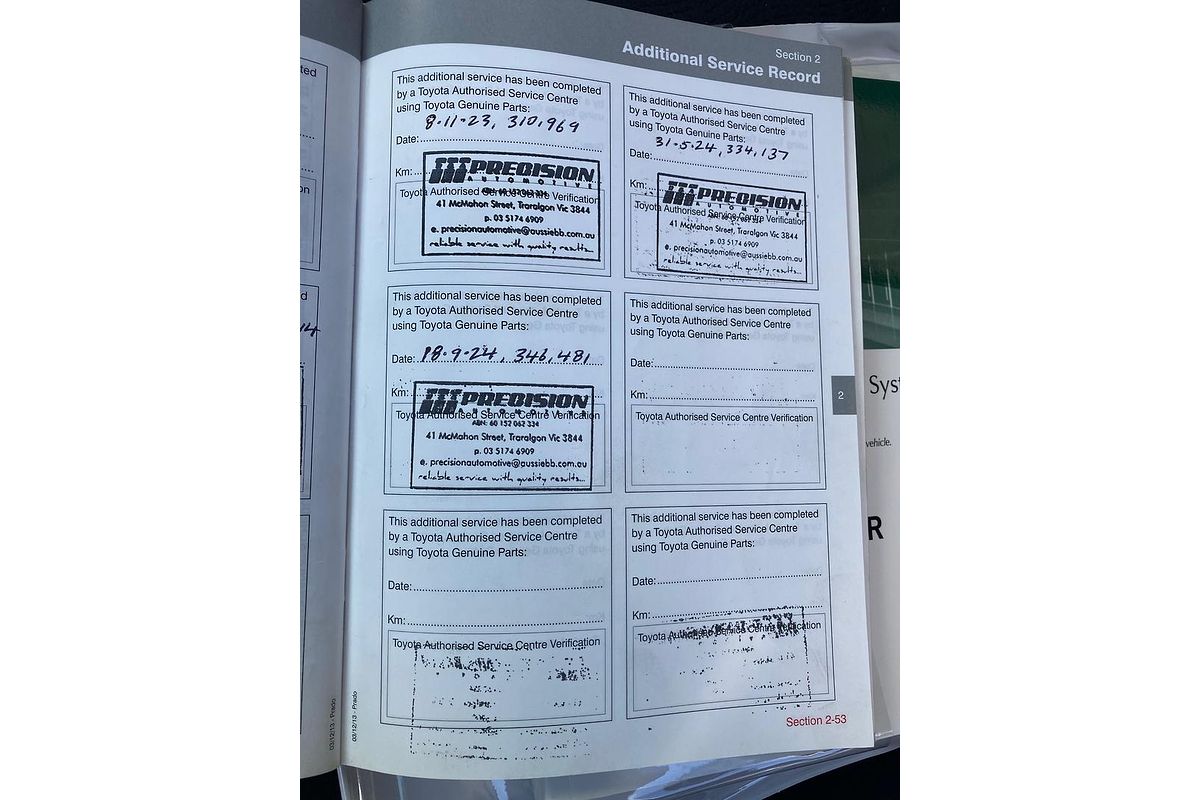 Section 2
Additional Service Record
This additional service has been completed
by a Toyota Authorised Service Centre
using Toyota Genuine Parts:
8.11.23, 310,969
Date:
Km:
PRECISION
AUTOMOTIVE
Toyota Authorised Service Centre Verification
41 McMahon Street, Traralgon Vic 3844
p. 03 5174 6909
e. precisionautomotive@aussiebb.com.au
reliable service with quality results...
This additional service has been completed
by a Toyota Authorised Service Centre
using Toyota Genuine Parts:
31.5.24, 334,137
Date:
Km:
PRECISION
AUTOMOTIVE
Toyota Authorised Service Centre Verification
41 McMahon Street, Traralgon Vic 3844
p. 03 5174 6909
e. precisionautomotive@aussiebb.com.au
reliable service with quality results...
This additional service has been completed
by a Toyota Authorised Service Centre
using Toyota Genuine Parts:
Date: 18.9.24, 346,481
Km:
PRECISION
AUTOMOTIVE
Toyota Authorised Service Centre Verification
ABN: 60 152 062 334
41 McMahon Street, Traralgon Vic 3844
p. 03 5174 6909
e. precisionautomotive@aussiebb.com.au
reliable service with quality results...
This additional service has been completed
by a Toyota Authorised Service Centre
using Toyota Genuine Parts:
Date:
Km:
Toyota Authorised Service Centre Verification
This additional service has been completed
by a Toyota Authorised Service Centre
using Toyota Genuine Parts:
Date:
Km:
Toyota Authorised Service Centre Verification
This additional service has been completed
by a Toyota Authorised Service Centre
using Toyota Genuine Parts:
Date:
Km:
Toyota Authorised Service Centre Verification
2
Section 2-53
03/12/13 - Prado
03/12/13 - Prado
vehicle.
R